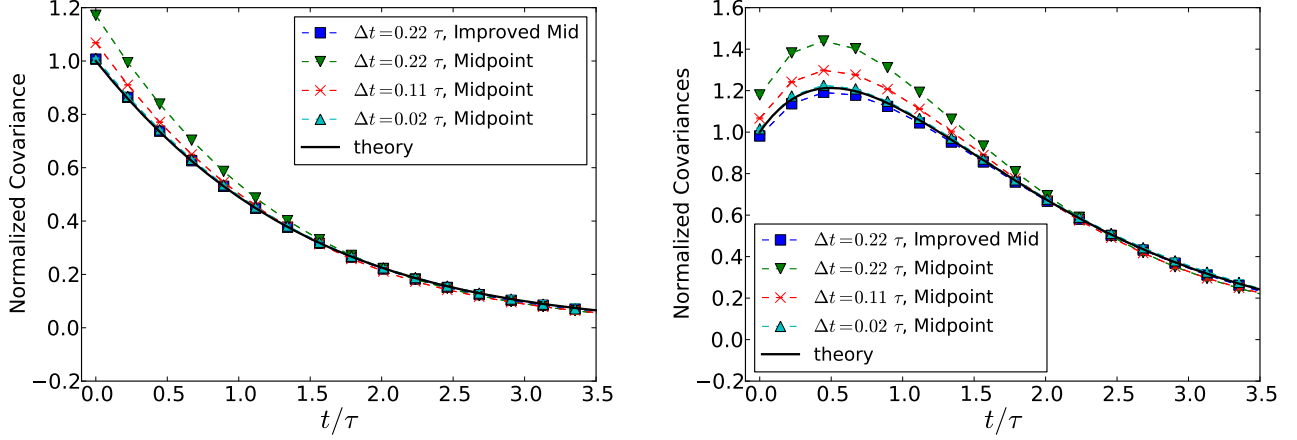 Normalized Covariance
1.2
1.0
0.8
0.6
0.4
0.2
0.0
−0.2
0.0 0.5 1.0 1.5 2.0 2.5 3.0 3.5
t/τ
Δt=0.22 τ, Improved Mid
Δt=0.22 τ, Midpoint
Δt=0.11 τ, Midpoint
Δt=0.02 τ, Midpoint
theory
Normalized Covariances
1.6
1.4
1.2
1.0
0.8
0.6
0.4
0.2
0.0
−0.2
0.0 0.5 1.0 1.5 2.0 2.5 3.0 3.5
t/τ
Δt=0.22 τ, Improved Mid
Δt=0.22 τ, Midpoint
Δt=0.11 τ, Midpoint
Δt=0.02 τ, Midpoint
theory